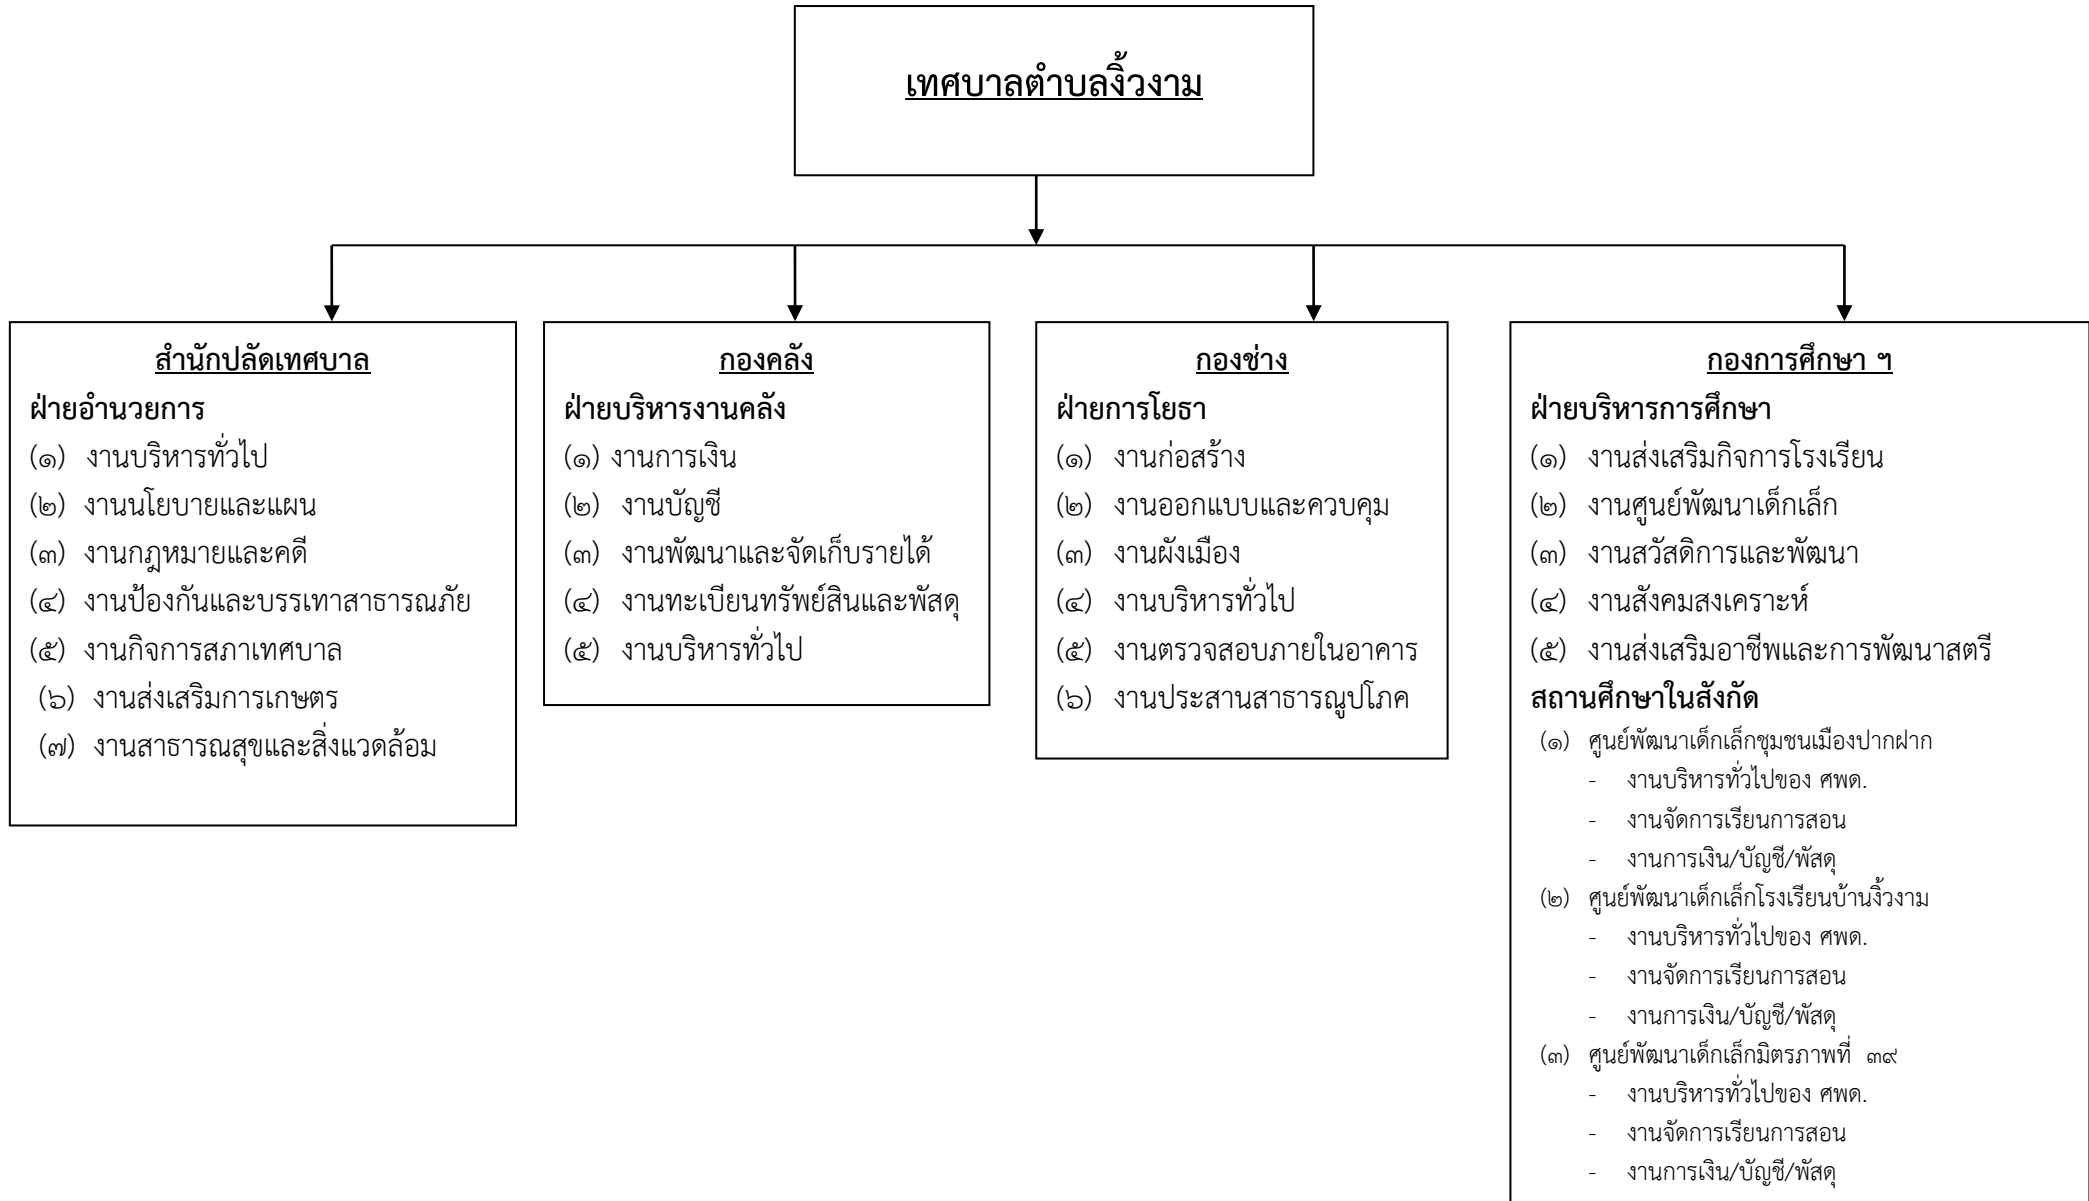 เทศบาลตำบลงิ้วงาม
สำนักปลัดเทศบาล
ฝ่ายอำนวยการ
(๑) งานบริหารทั่วไป
(๒) งานนโยบายและแผน
(๓) งานกฎหมายและคดี
(๔) งานป้องกันและบรรเทาสาธารณภัย
(๕) งานกิจการสภาเทศบาล
(๖) งานส่งเสริมการเกษตร
(๗) งานสาธารณสุขและสิ่งแวดล้อม
กองคลัง
ฝ่ายบริหารงานคลัง
(๑) งานการเงิน
(๒) งานบัญชี
(๓) งานพัฒนาและจัดเก็บรายได้
(๔) งานทะเบียนทรัพย์สินและพัสดุ
(๕) งานบริหารทั่วไป
กองช่าง
ฝ่ายการโยธา
(๑) งานก่อสร้าง
(๒) งานออกแบบและควบคุม
(๓) งานผังเมือง
(๔) งานบริหารทั่วไป
(๕) งานตรวจสอบภายในอาคาร
(๖) งานประสานสาธารณูปโภค
กองการศึกษา ฯ
ฝ่ายบริหารการศึกษา
(๑) งานส่งเสริมกิจการโรงเรียน
(๒) งานศูนย์พัฒนาเด็กเล็ก
(๓) งานสวัสดิการและพัฒนา
(๔) งานสังคมสงเคราะห์
(๕) งานส่งเสริมอาชีพและการพัฒนาสตรี
สถานศึกษาในสังกัด
(๑) ศูนย์พัฒนาเด็กเล็กชุมชนเมืองปากฝาก
- งานบริหารทั่วไปของ ศพด.
- งานจัดการเรียนการสอน
- งานการเงิน/บัญชี/พัสดุ
(๒) ศูนย์พัฒนาเด็กเล็กโรงเรียนบ้านงิ้วงาม
- งานบริหารทั่วไปของ ศพด.
- งานจัดการเรียนการสอน
- งานการเงิน/บัญชี/พัสดุ
(๓) ศูนย์พัฒนาเด็กเล็กมิตรภาพที่ ๓๙
- งานบริหารทั่วไปของ ศพด.
- งานจัดการเรียนการสอน
- งานการเงิน/บัญชี/พัสดุ